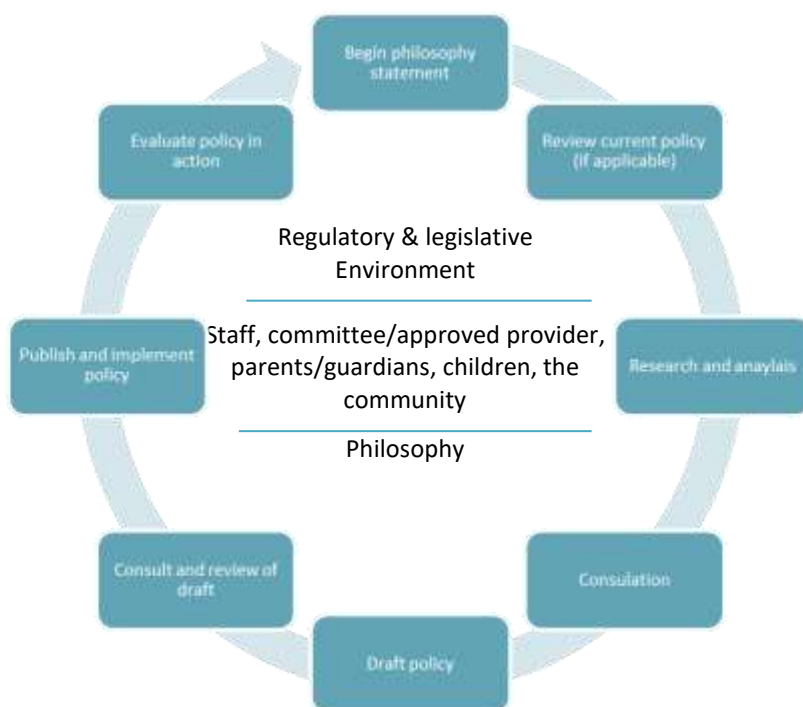 Begin philosophy
statement
Review current policy
(if applicable)
Research and anaylais
Consulation
Draft policy
Consult and review of
draft
Publish and implement
policy
Evaluate policy in
action
Regulatory & legislative
Environment
Staff, committee/approved provider,
parents/guardians, children, the
community
Philosophy